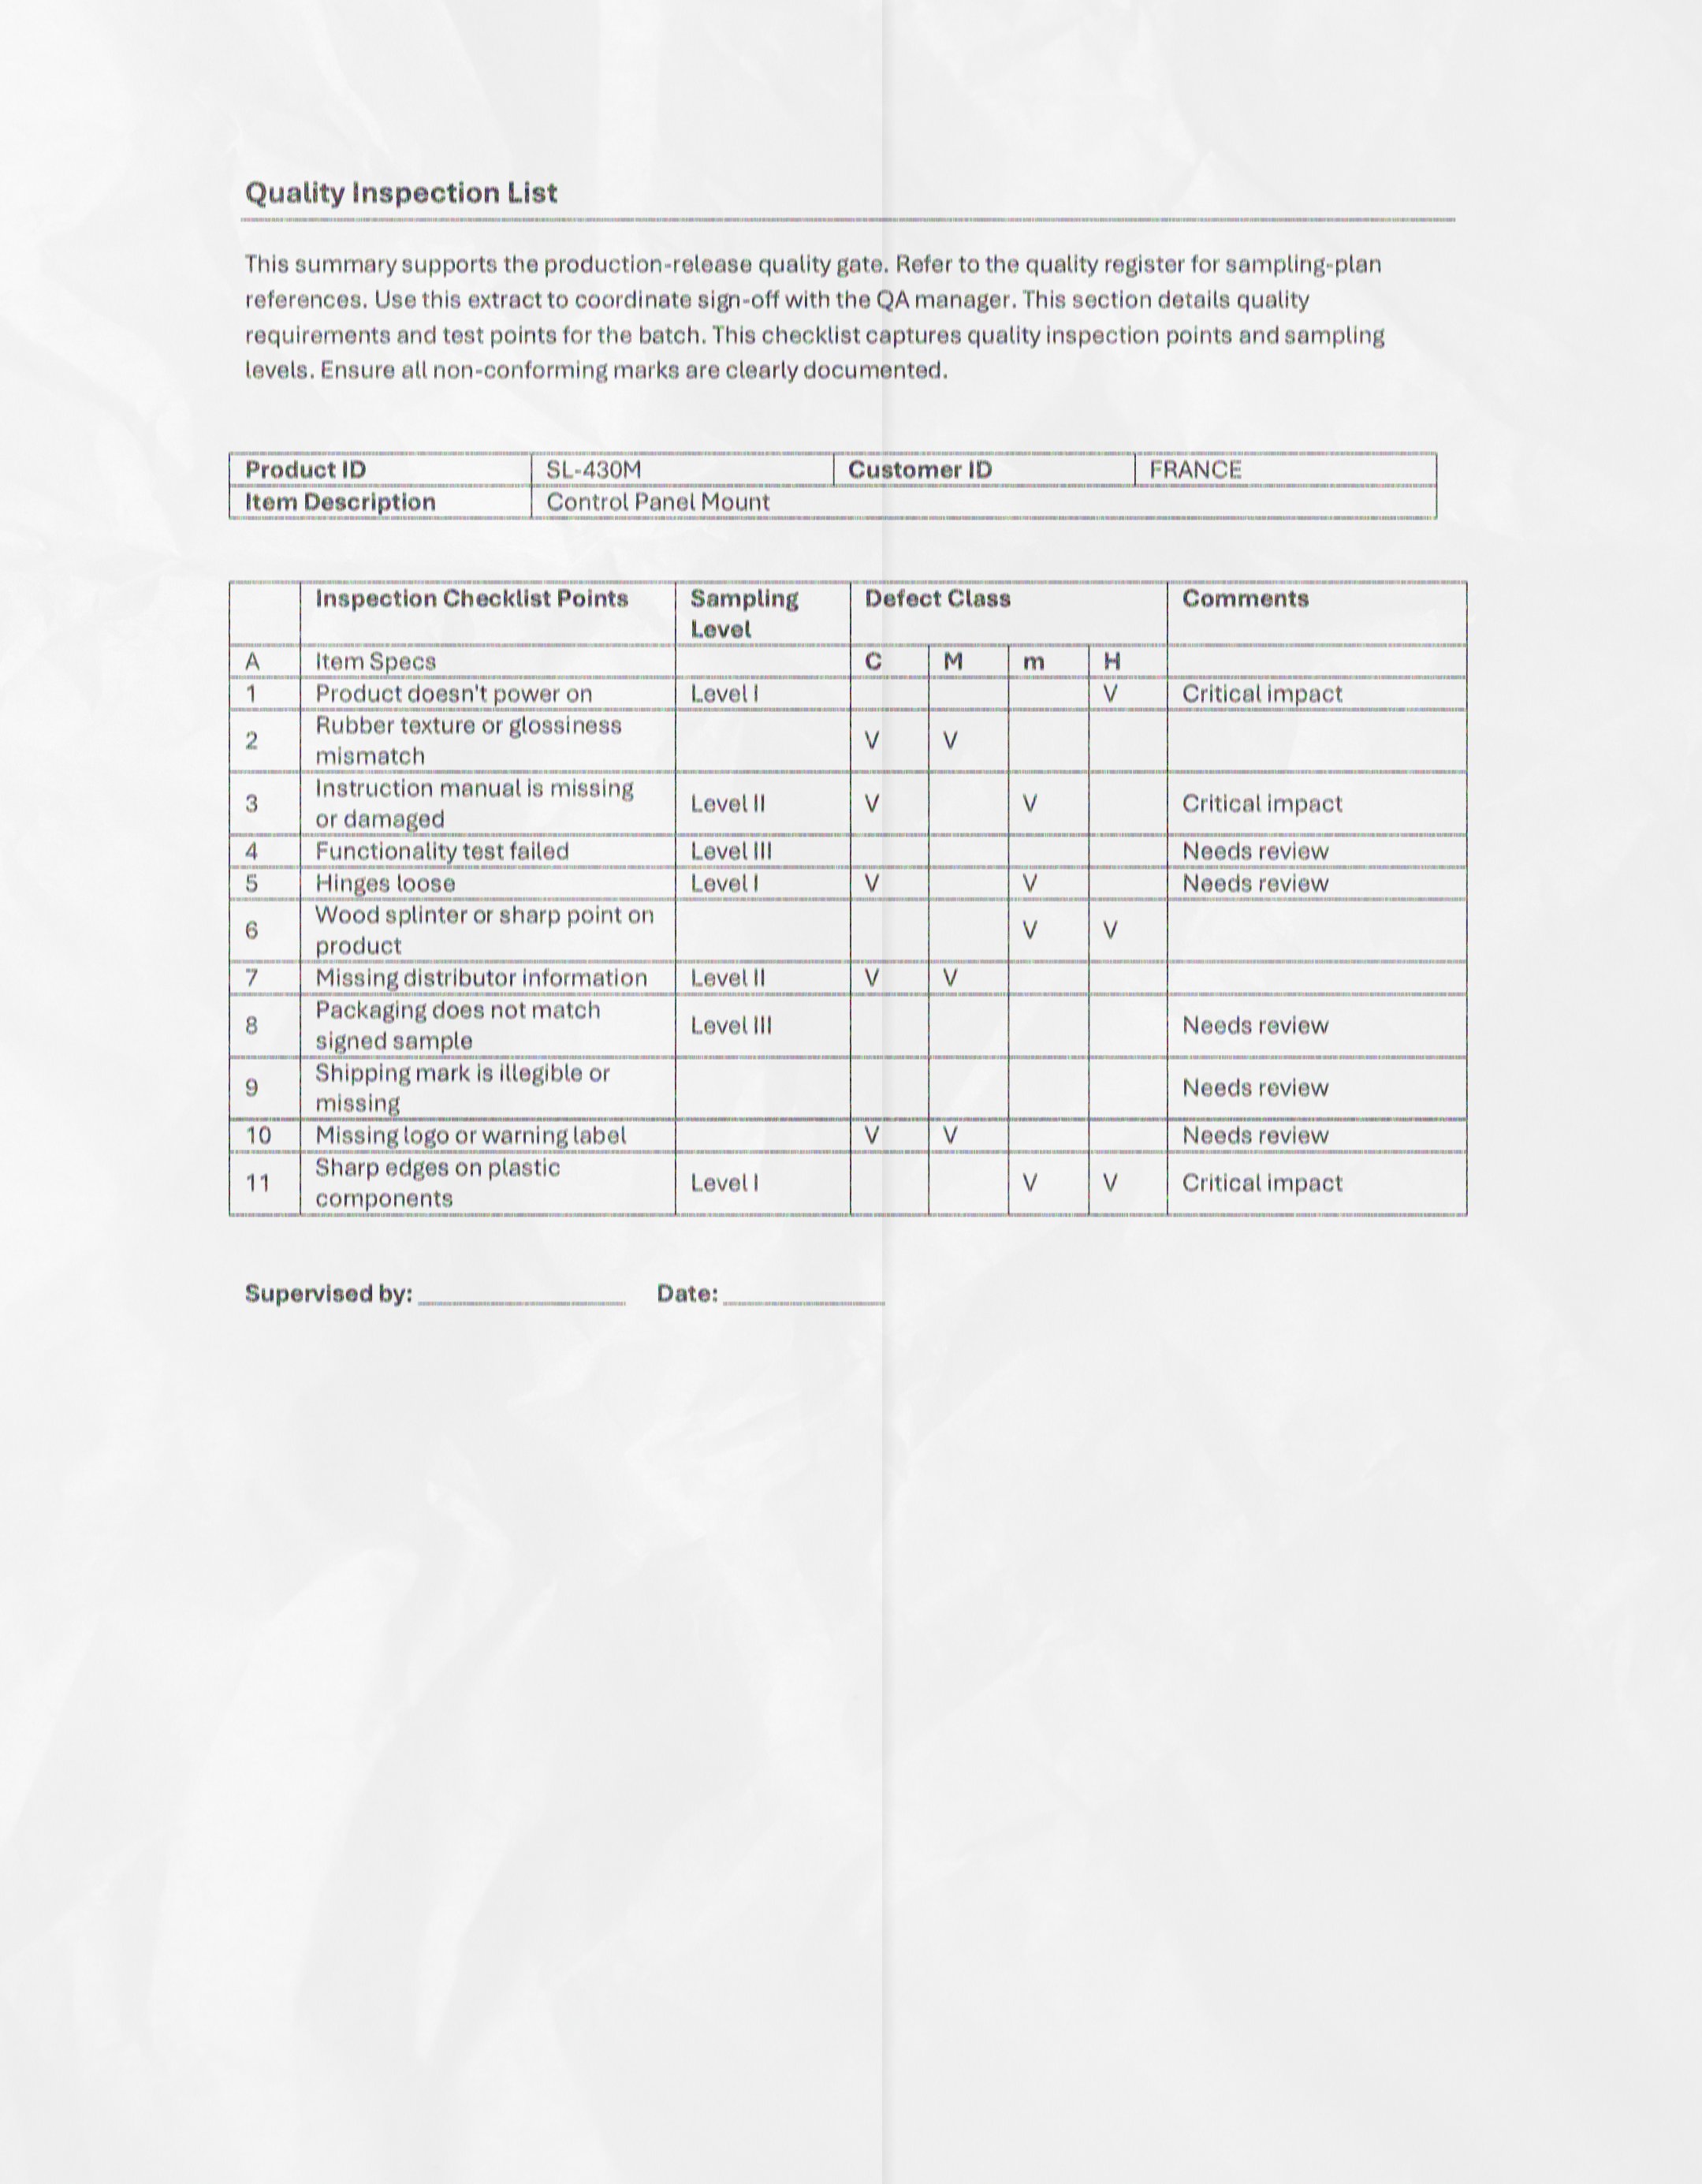 Quality Inspection List
This summary supports the production-release quality gate. Refer to the quality register for sampling-plan
references. Use this extract to coordinate sign-off with the QA manager. This section details quality
requirements and test points for the batch. This checklist captures quality inspection points and sampling
levels. Ensure all non-conforming marks are clearly documented.
Product ID SL-430M Customer ID FRANCE
Item Description Control Panel Mount
Inspection Checklist Points Sampling Level Defect Class Comments
A Item Specs C M m H
1 Product doesn't power on Level I V Critical impact
2 Rubber texture or glossiness mismatch V V
3 Instruction manual is missing or damaged Level II V V Critical impact
4 Functionality test failed Level III Needs review
5 Hinges loose Level I V V Needs review
6 Wood splinter or sharp point on product V V
7 Missing distributor information Level II V V
8 Packaging does not match signed sample Level III Needs review
9 Shipping mark is illegible or missing Needs review
10 Missing logo or warning label V V Needs review
11 Sharp edges on plastic components Level I V V Critical impact
Supervised by: Date: